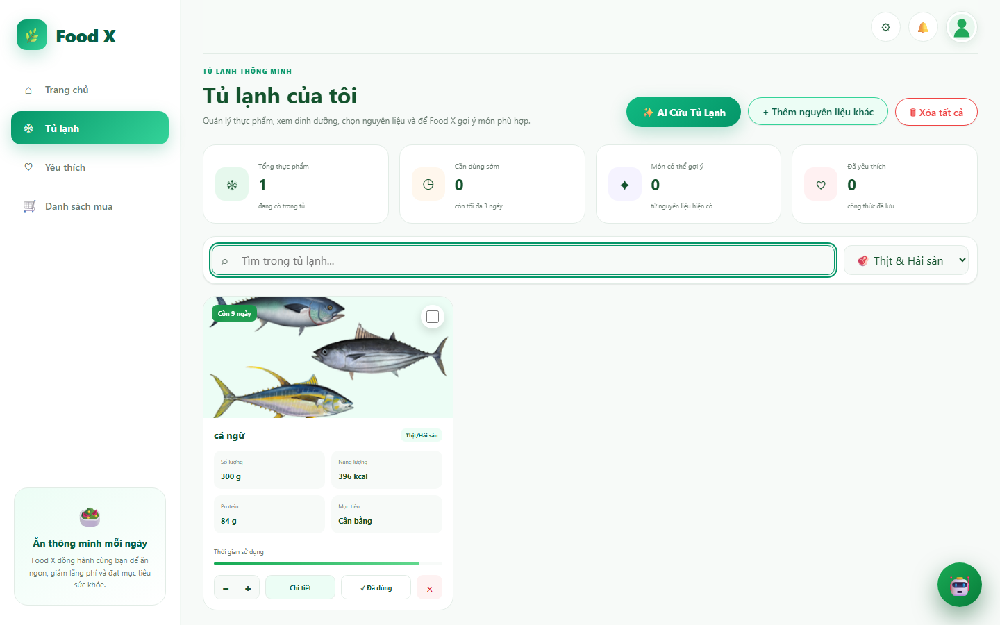 Food X
Trang chủ
Tủ lạnh
Yêu thích
Danh sách mua
Ăn thông minh mỗi ngày
Food X đồng hành cùng bạn để ăn
ngon, giảm lãng phí và đạt mục tiêu
sức khỏe.
TỦ LẠNH THÔNG MINH
Tủ lạnh của tôi
Quản lý thực phẩm, xem dinh dưỡng, chọn nguyên liệu và để Food X gợi ý món phù hợp.
✨ AI Cứu Tủ Lạnh
+ Thêm nguyên liệu khác
Xóa tất cả
Tổng thực phẩm
1
đang có trong tủ
Cần dùng sớm
0
còn tối đa 3 ngày
Món có thể gợi ý
0
từ nguyên liệu hiện có
Đã yêu thích
0
công thức đã lưu
Tìm trong tủ lạnh...
Thịt & Hải sản
Còn 9 ngày
cá ngừ
Thịt/Hải sản
Số lượng
300 g
Năng lượng
396 kcal
Protein
84 g
Mục tiêu
Cân bằng
Thời gian sử dụng
− +
Chi tiết
✓ Đã dùng
×